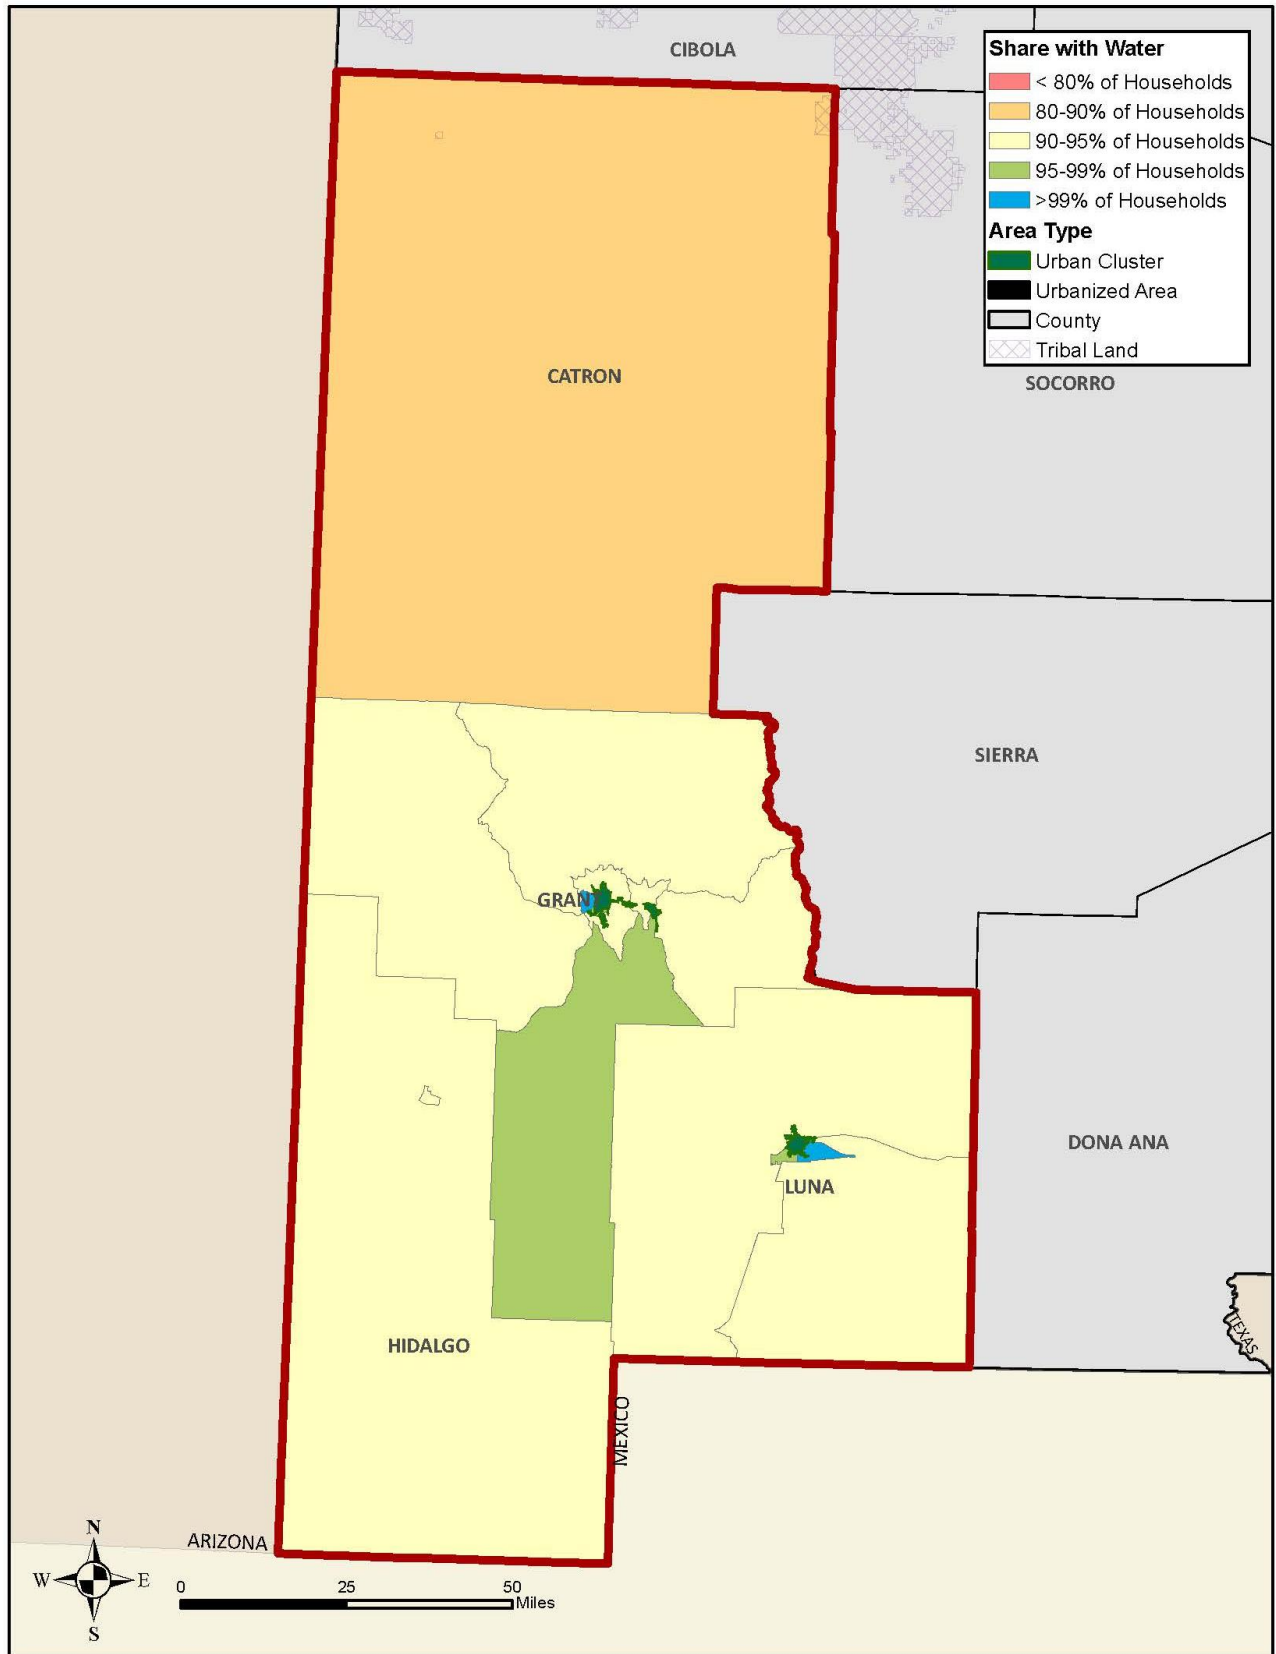 CIBOLA
Share with Water
< 80% of Households
80-90% of Households
90-95% of Households
95-99% of Households
>99% of Households
Area Type
Urban Cluster
Urbanized Area
County
Tribal Land
CATRON
SOCORRO
SIERRA
GRAN
DONA ANA
LUNA
HIDALGO
TEXAS
MEXICO
ARIZONA
N
W
E
S
0 25 50
Miles